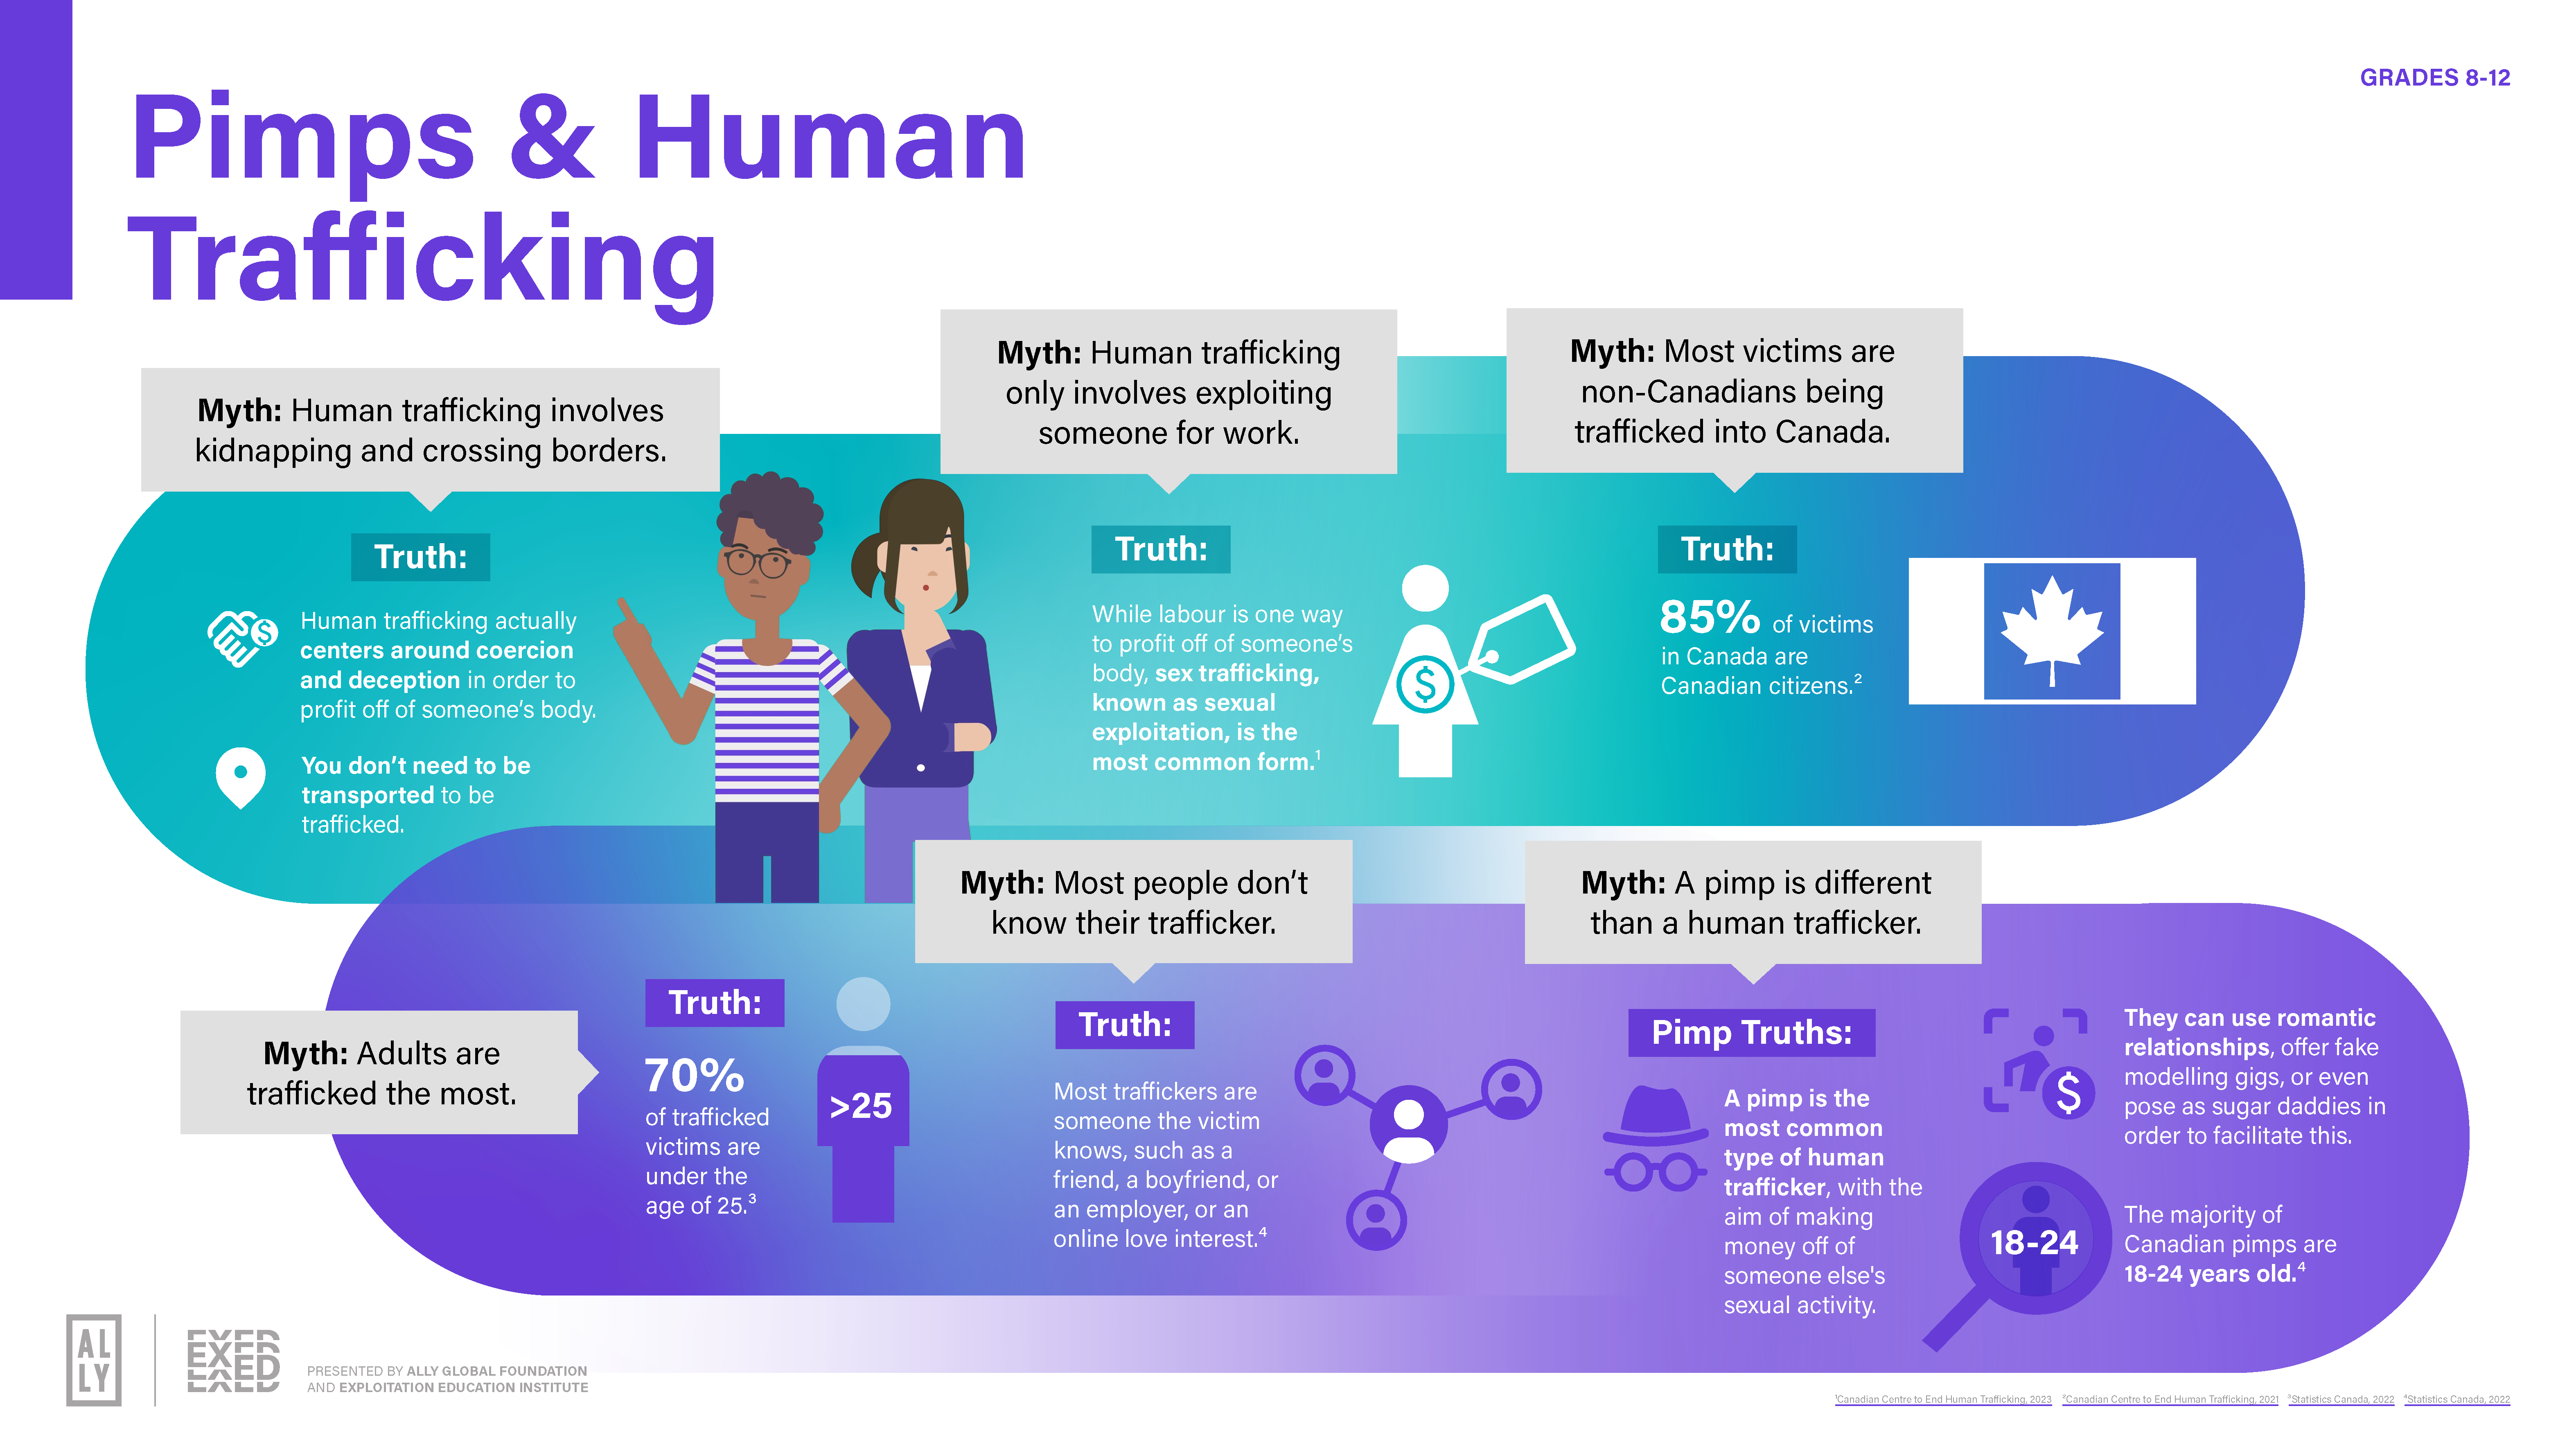 GRADES 8-12
Pimps & Human
Trafficking
Myth: Human trafficking involves
kidnapping and crossing borders.
Truth:
$
Human trafficking actually
centers around coercion
and deception in order to
profit off of someone's body.
You don't need to be
transported to be
trafficked.
Myth: Human trafficking
only involves exploiting
someone for work.
Truth:
While labour is one way
to profit off of someone's
body, sex trafficking,
known as sexual
exploitation, is the
most common form.¹
$
Myth: Most victims are
non-Canadians being
trafficked into Canada.
Truth:
85% of victims
in Canada are
Canadian citizens.²
Myth: Adults are
trafficked the most.
Truth:
70%
of trafficked
victims are
under the
age of 25.³
>25
Myth: Most people don't
know their trafficker.
Truth:
Most traffickers are
someone the victim
knows, such as a
friend, a boyfriend, or
an employer, or an
online love interest.⁴
Myth: A pimp is different
than a human trafficker.
Pimp Truths:
A pimp is the
most common
type of human
trafficker, with the
aim of making
money off of
someone else's
sexual activity.
$
They can use romantic
relationships, offer fake
modelling gigs, or even
pose as sugar daddies in
order to facilitate this.
18-24
The majority of
Canadian pimps are
18-24 years old.⁴
AL
LY
EXED
PRESENTED BY ALLY GLOBAL FOUNDATION
AND EXPLOITATION EDUCATION INSTITUTE
¹Canadian Centre to End Human Trafficking, 2023 ²Canadian Centre to End Human Trafficking, 2021 ³Statistics Canada, 2022 ⁴Statistics Canada, 2022